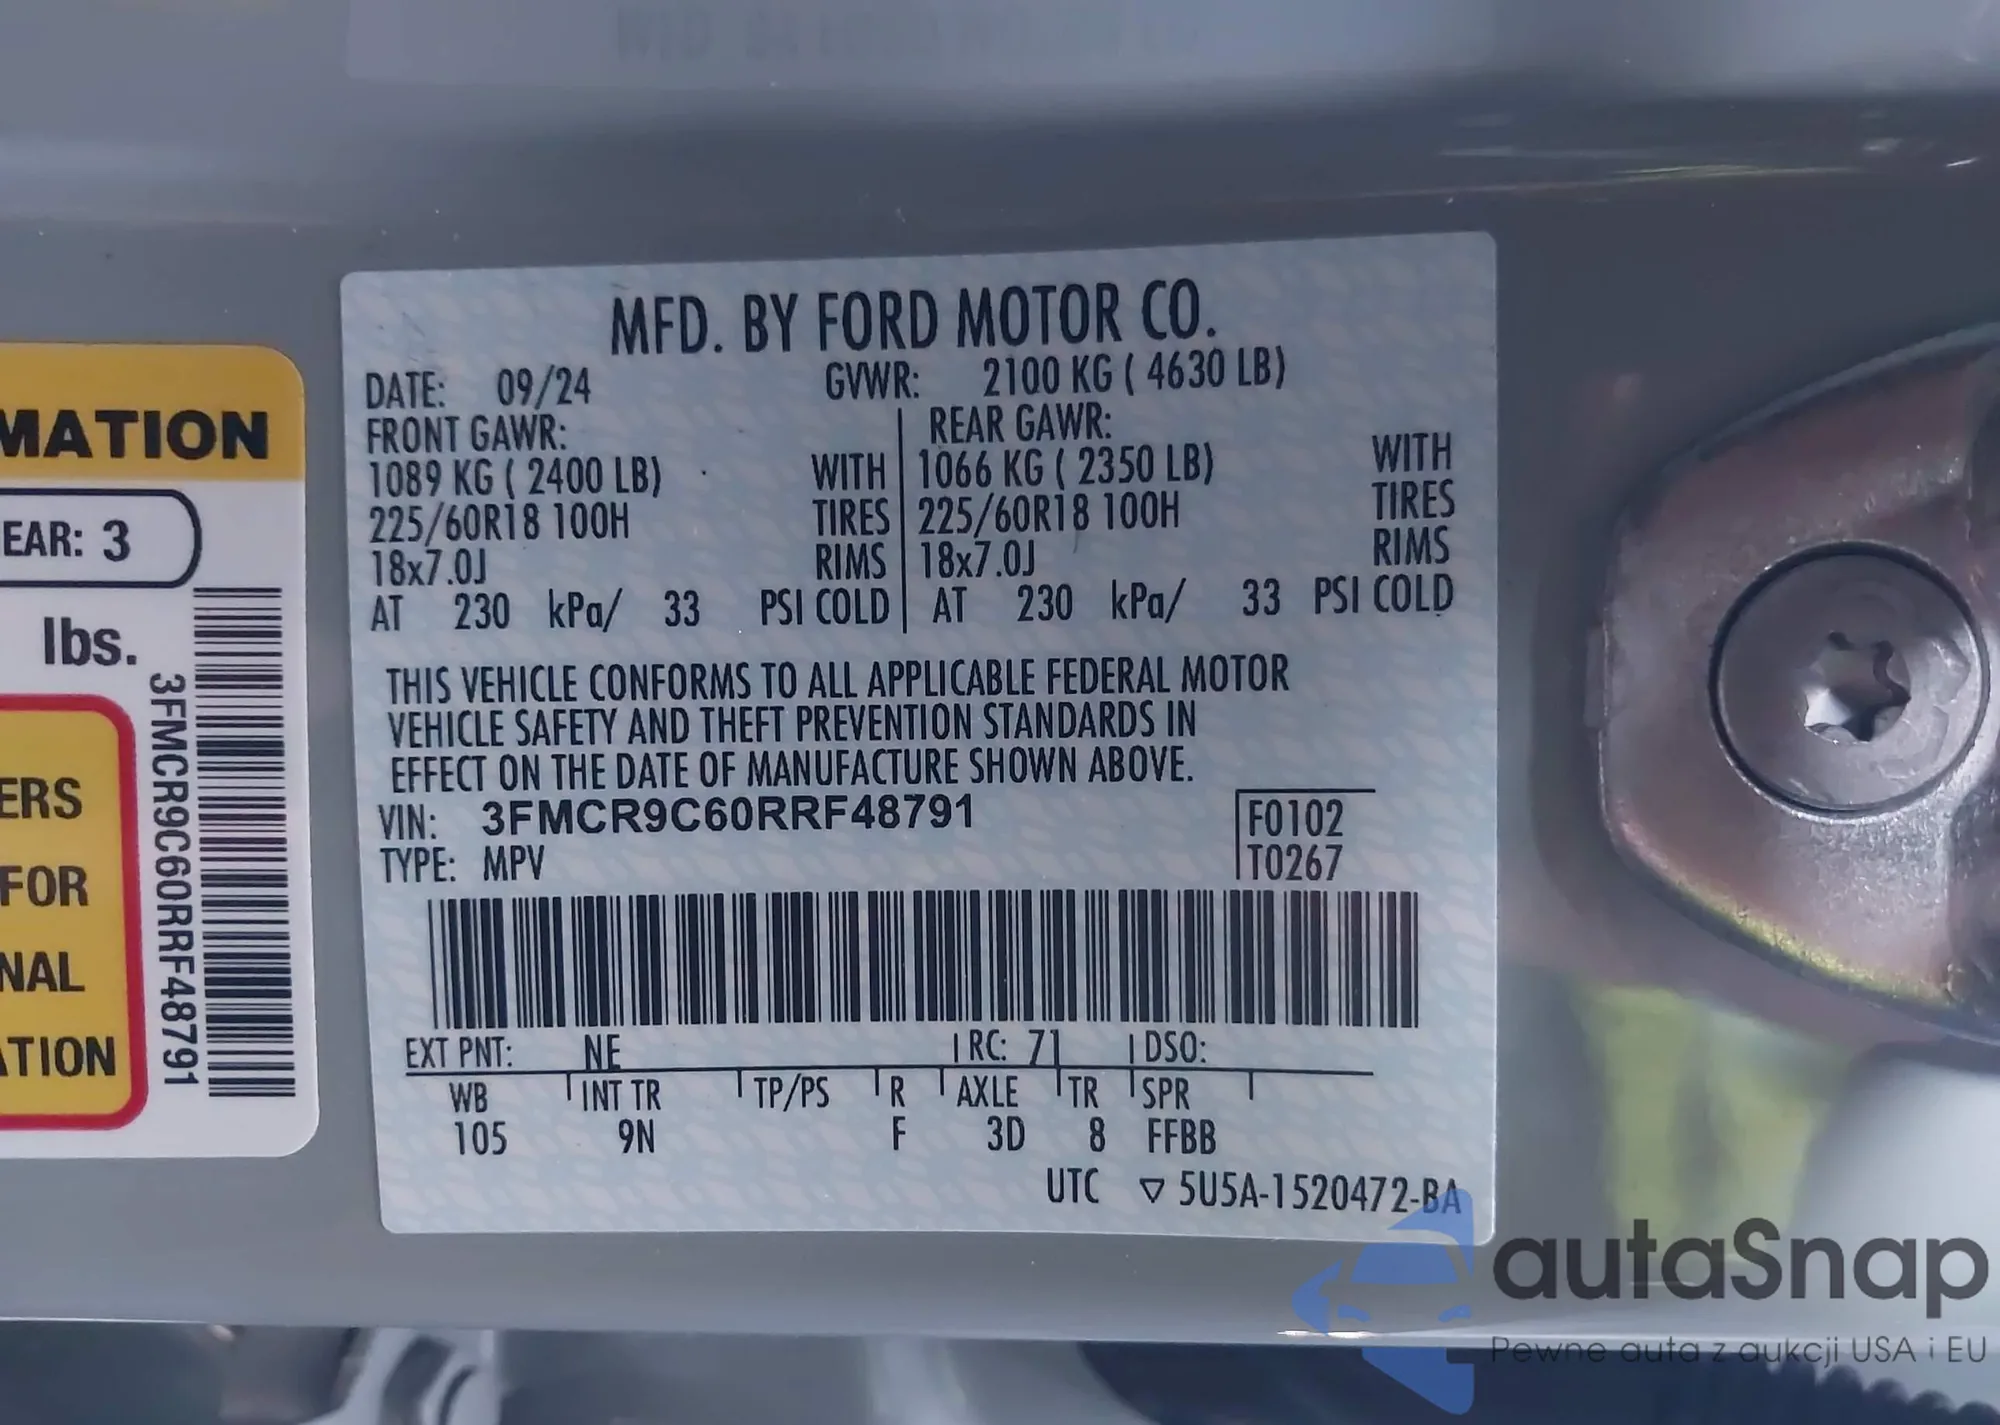 MATION
EAR: 3
lbs.
3FMCR9C60RRF48791
ERS
FOR
NAL
ATION
MFD. BY FORD MOTOR CO.
DATE: 09/24 GVWR: 2100 KG ( 4630 LB)
FRONT GAWR: REAR GAWR:
1089 KG ( 2400 LB) WITH 1066 KG ( 2350 LB) WITH
225/60R18 100H TIRES 225/60R18 100H TIRES
18x7.0J RIMS 18x7.0J RIMS
AT 230 kPa/ 33 PSI COLD AT 230 kPa/ 33 PSI COLD
THIS VEHICLE CONFORMS TO ALL APPLICABLE FEDERAL MOTOR
VEHICLE SAFETY AND THEFT PREVENTION STANDARDS IN
EFFECT ON THE DATE OF MANUFACTURE SHOWN ABOVE.
VIN: 3FMCR9C60RRF48791 F0102
TYPE: MPV T0267
EXT PNT: NE RC: 71 DSO:
WB INT TR TP/PS R AXLE TR SPR
105 9N F 3D 8 FFBB
UTC ▽ 5U5A-1520472-BA
autaSnap
Pewne auta z aukcji USA i EU